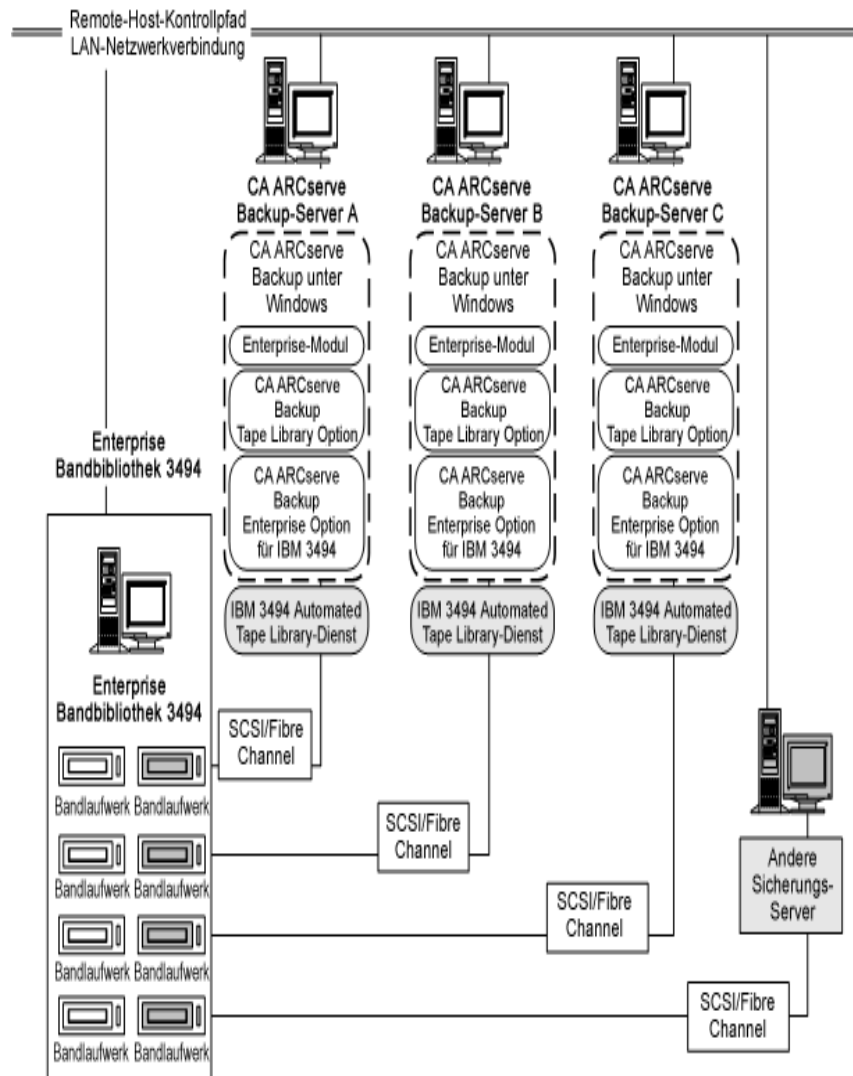 Remote-Host-Kontrollpfad
LAN-Netzwerkverbindung
CA ARCserve
Backup-Server A
CA ARCserve
Backup unter
Windows
Enterprise-Modul
CA ARCserve
Backup
Tape Library Option
CA ARCserve
Backup
Enterprise Option
für IBM 3494
IBM 3494 Automated
Tape Library-Dienst
CA ARCserve
Backup-Server B
CA ARCserve
Backup unter
Windows
Enterprise-Modul
CA ARCserve
Backup
Tape Library Option
CA ARCserve
Backup
Enterprise Option
für IBM 3494
IBM 3494 Automated
Tape Library-Dienst
CA ARCserve
Backup-Server C
CA ARCserve
Backup unter
Windows
Enterprise-Modul
CA ARCserve
Backup
Tape Library Option
CA ARCserve
Backup
Enterprise Option
für IBM 3494
IBM 3494 Automated
Tape Library-Dienst
Enterprise
Bandbibliothek 3494
Enterprise
Bandbibliothek 3494
Bandlaufwerk Bandlaufwerk
Bandlaufwerk Bandlaufwerk
Bandlaufwerk Bandlaufwerk
Bandlaufwerk Bandlaufwerk
SCSI/Fibre
Channel
SCSI/Fibre
Channel
SCSI/Fibre
Channel
Andere
Sicherungs-
Server
SCSI/Fibre
Channel